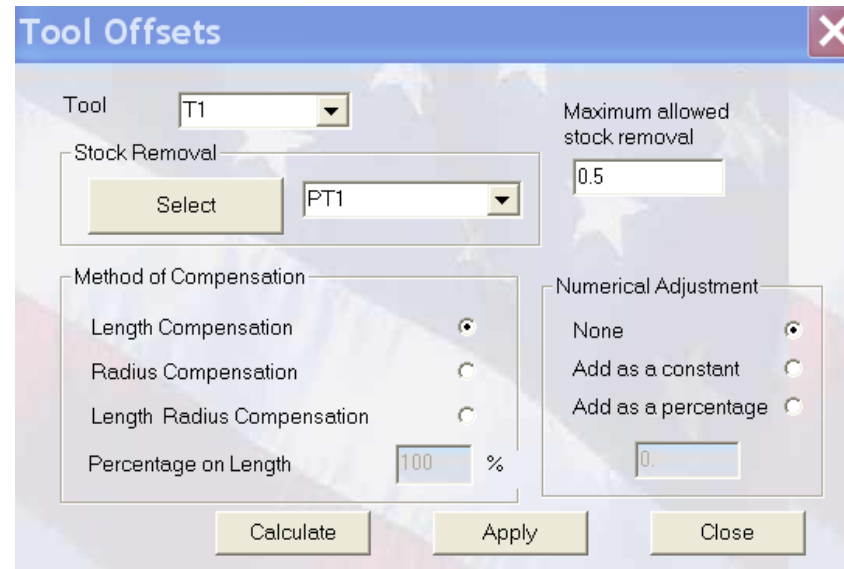 Tool Offsets
Tool T1
Maximum allowed
stock removal
0.5
Stock Removal
Select PT1
Method of Compensation
Length Compensation
Radius Compensation
Length Radius Compensation
Percentage on Length 100 %
Numerical Adjustment
None
Add as a constant
Add as a percentage
0.
Calculate Apply Close